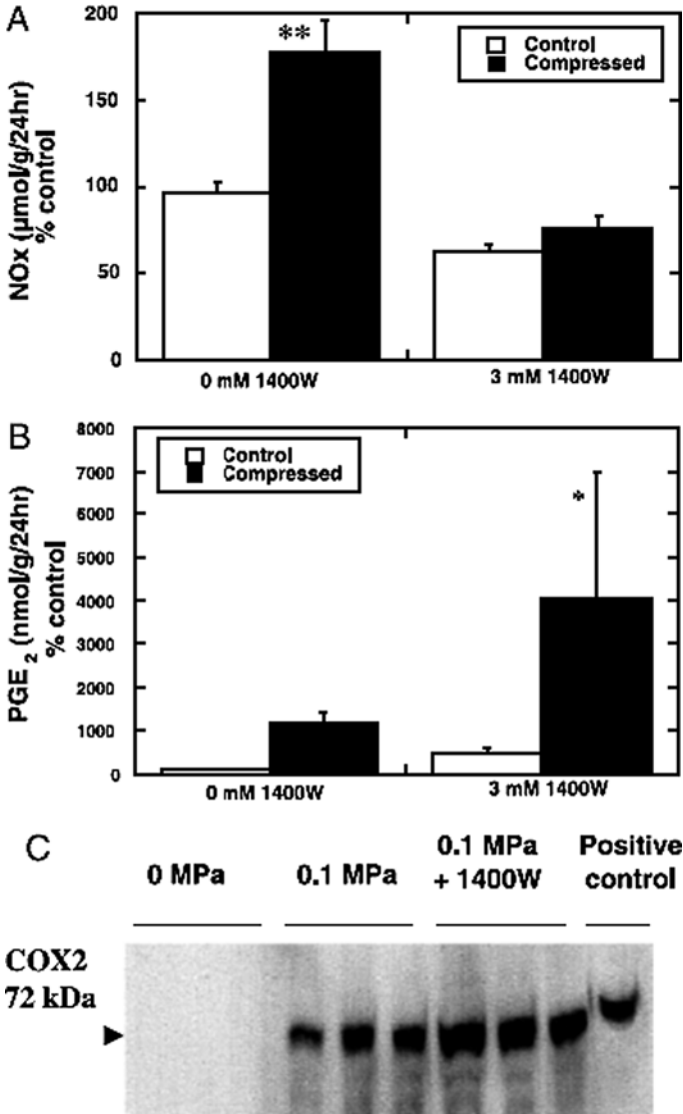 A
200
150
100
50
0
NOx (µmol/g/24hr)
% control
**
Control
Compressed
0 mM 1400W
3 mM 1400W
B
8000
7000
6000
5000
4000
3000
2000
1000
0
PGE2 (nmol/g/24hr)
% control
Control
Compressed
*
0 mM 1400W
3 mM 1400W
C
0 MPa
0.1 MPa
0.1 MPa
+ 1400W
Positive
control
COX2
72 kDa